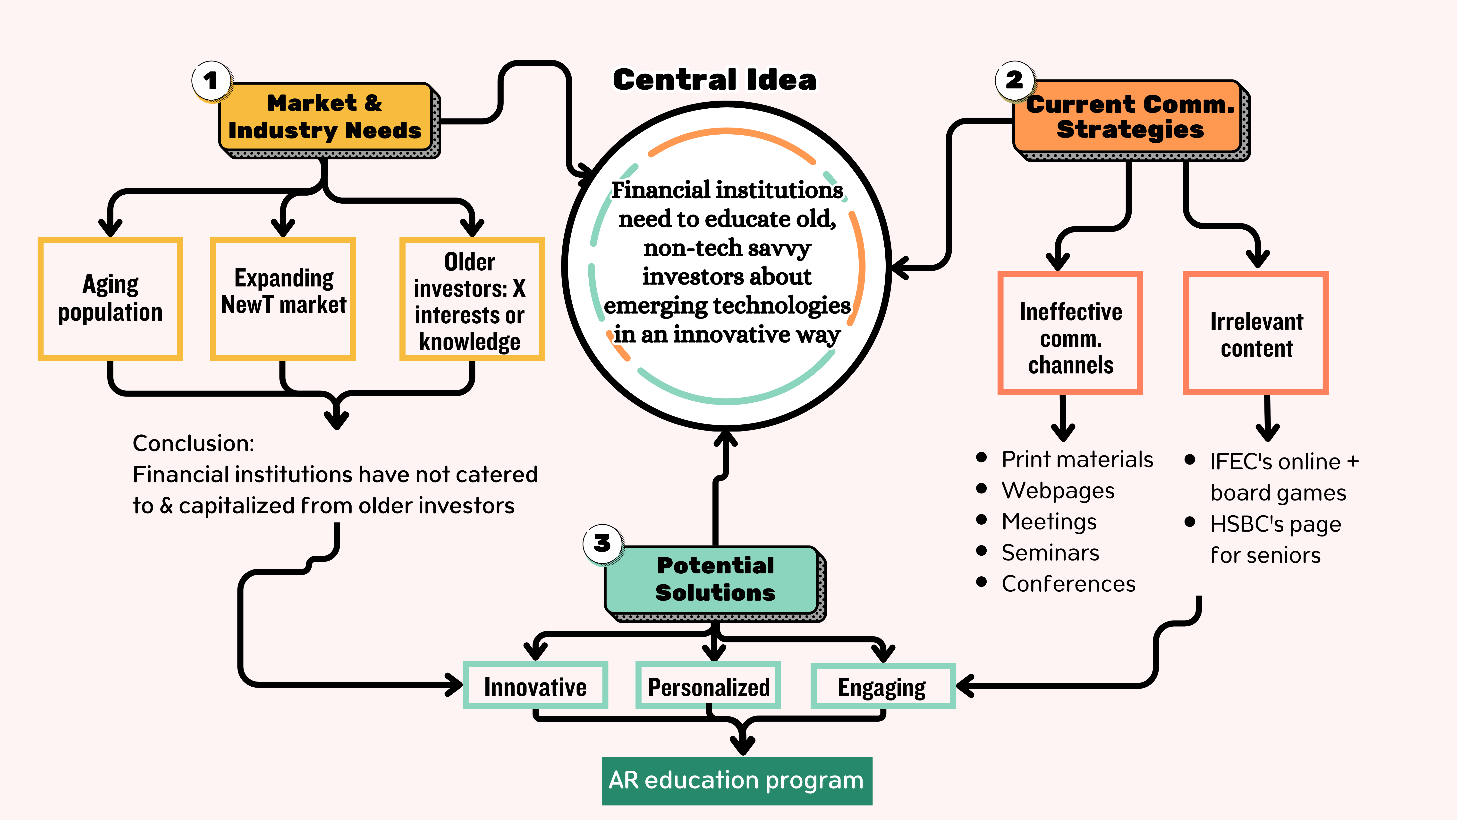 1
Market &
Industry Needs
Aging
population
Expanding
NewT market
Older
investors: X
interests or
knowledge
Conclusion:
Financial institutions have not catered
to & capitalized from older investors
Central Idea
Financial institutions
need to educate old,
non-tech savvy
investors about
emerging technologies
in an innovative way
2
Current Comm.
Strategies
Ineffective
comm.
channels
Irrelevant
content
• Print materials
• Webpages
• Meetings
• Seminars
• Conferences
• IFEC's online +
board games
• HSBC's page
for seniors
3
Potential
Solutions
Innovative
Personalized
Engaging
AR education program